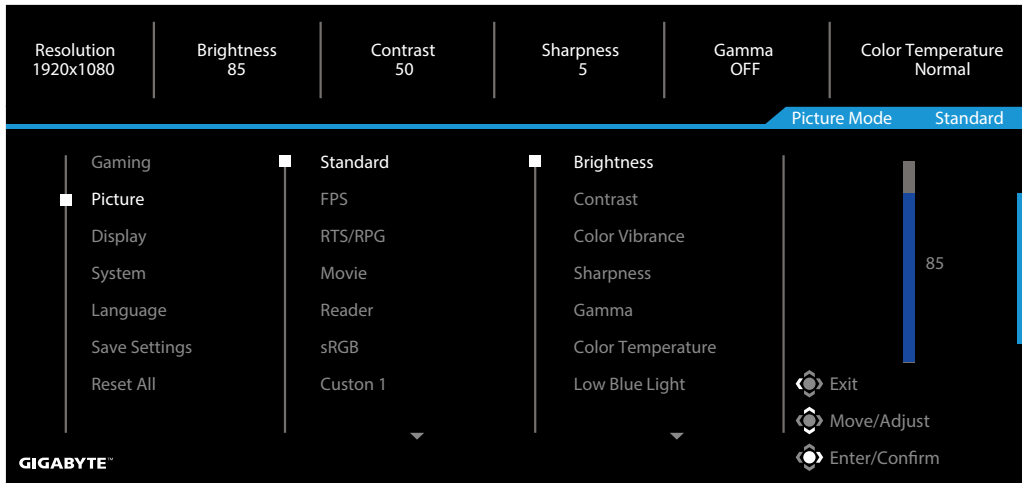 Resolution
1920x1080
Brightness
85
Contrast
50
Sharpness
5
Gamma
OFF
Color Temperature
Normal
Picture Mode Standard
Gaming
Picture
Display
System
Language
Save Settings
Reset All
Standard
FPS
RTS/RPG
Movie
Reader
sRGB
Custon 1
Brightness
Contrast
Color Vibrance
Sharpness
Gamma
Color Temperature
Low Blue Light
85
Exit
Move/Adjust
Enter/Confirm
GIGABYTE™